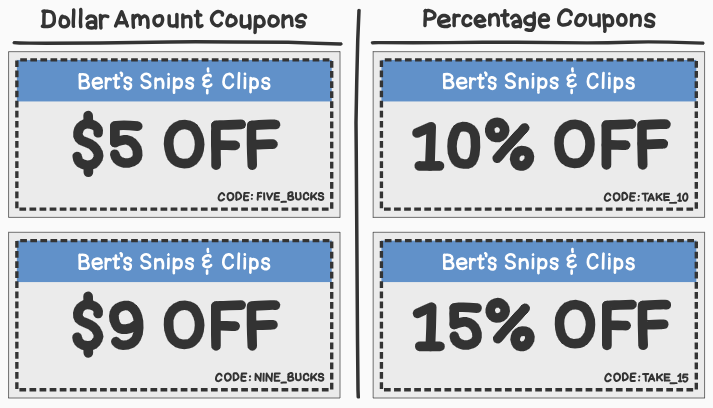 Dollar Amount Coupons
Bert's Snips & Clips
$5 OFF
CODE: FIVE_BUCKS
Bert's Snips & Clips
$9 OFF
CODE: NINE_BUCKS
Percentage Coupons
Bert's Snips & Clips
10% OFF
CODE: TAKE_10
Bert's Snips & Clips
15% OFF
CODE: TAKE_15